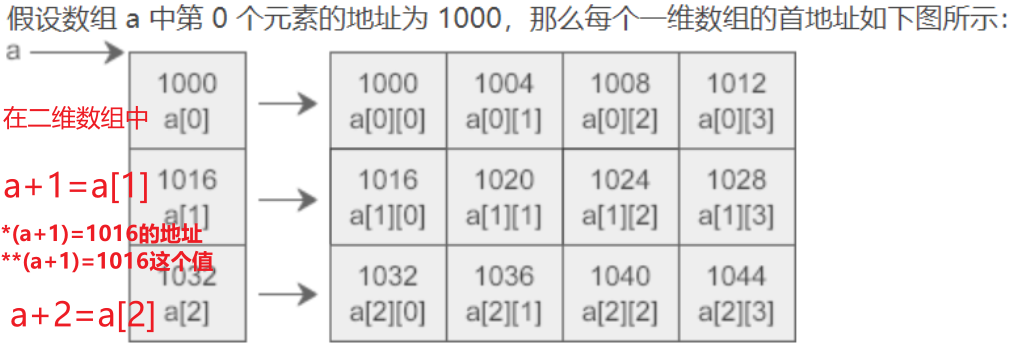 假设数组 a 中第 0 个元素的地址为 1000，那么每个一维数组的首地址如下图所示：
a
1000 1000 1004 1008 1012
在二维数组中 a[0] a[0][0] a[0][1] a[0][2] a[0][3]
a+1=a[1] 1016 1016 1020 1024 1028
a[1] a[1][0] a[1][1] a[1][2] a[1][3]
*(a+1)=1016的地址
**(a+1)=1016这个值
1032 1032 1036 1040 1044
a+2=a[2] a[2] a[2][0] a[2][1] a[2][2] a[2][3]